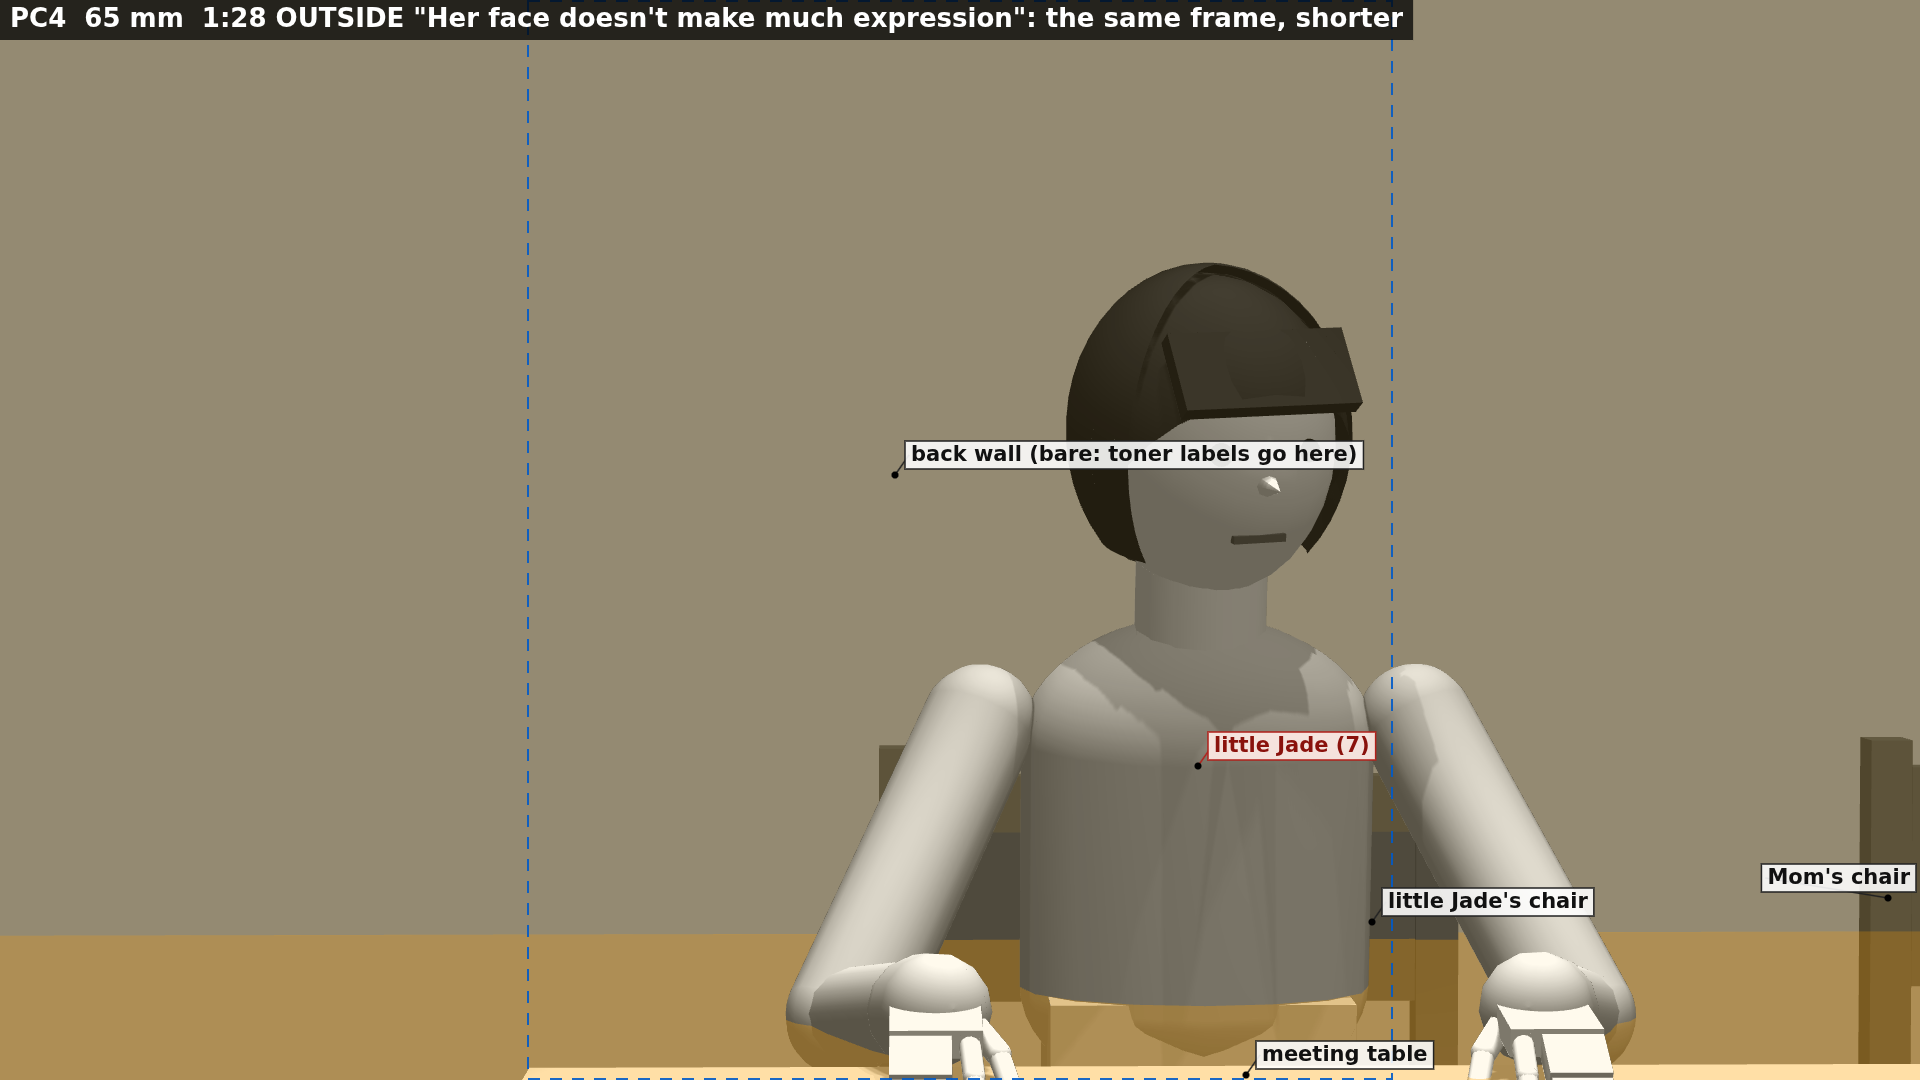 PC4  65 mm  1:28 OUTSIDE "Her face doesn't make much expression": the same frame, shorter
back wall (bare: toner labels go here)
little Jade (7)
Mom's chair
little Jade's chair
meeting table